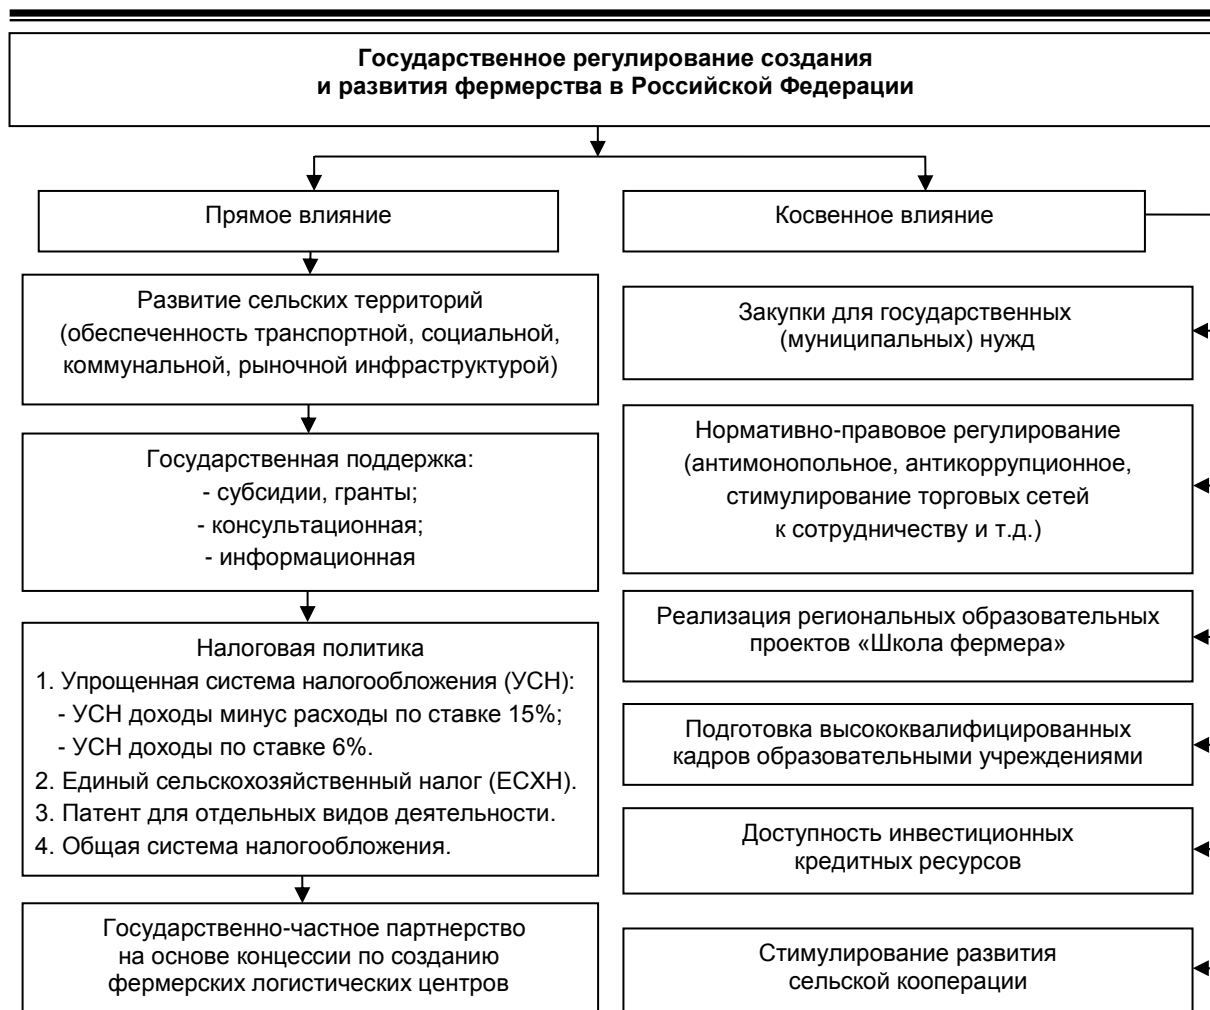 Государственное регулирование создания
и развития фермерства в Российской Федерации
Прямое влияние
Развитие сельских территорий
(обеспеченность транспортной, социальной,
коммунальной, рыночной инфраструктурой)
Государственная поддержка:
- субсидии, гранты;
- консультационная;
- информационная
Налоговая политика
1. Упрощенная система налогообложения (УСН):
- УСН доходы минус расходы по ставке 15%;
- УСН доходы по ставке 6%.
2. Единый сельскохозяйственный налог (ЕСХН).
3. Патент для отдельных видов деятельности.
4. Общая система налогообложения.
Государственно-частное партнерство
на основе концессии по созданию
фермерских логистических центров
Косвенное влияние
Закупки для государственных
(муниципальных) нужд
Нормативно-правовое регулирование
(антимонопольное, антикоррупционное,
стимулирование торговых сетей
к сотрудничеству и т.д.)
Реализация региональных образовательных
проектов «Школа фермера»
Подготовка высококвалифицированных
кадров образовательными учреждениями
Доступность инвестиционных
кредитных ресурсов
Стимулирование развития
сельской кооперации